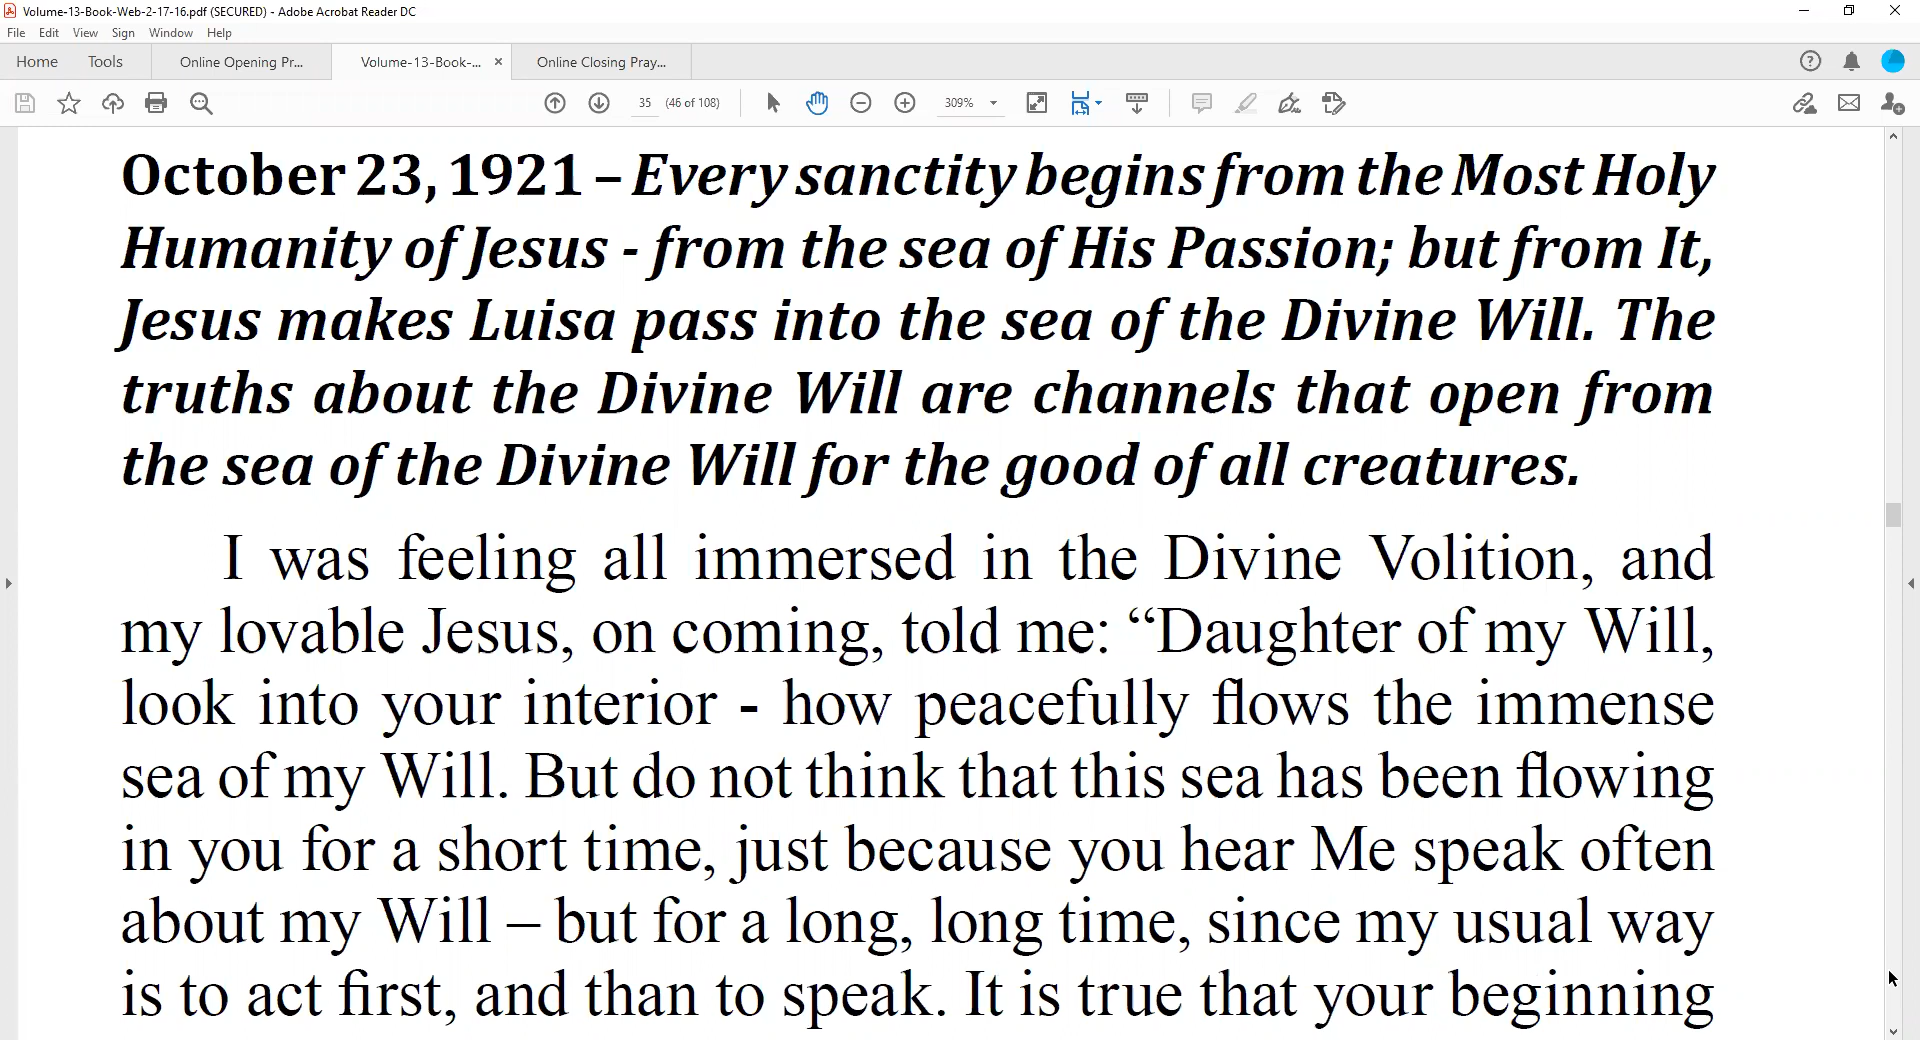 Volume-13-Book-Web-2-17-16.pdf (SECURED) - Adobe Acrobat Reader DC
File Edit View Sign Window Help
Home Tools Online Opening Pr... Volume-13-Book-... × Online Closing Pray...
35 (46 of 108) 309%
October 23, 1921 – Every sanctity begins from the Most Holy
Humanity of Jesus - from the sea of His Passion; but from It,
Jesus makes Luisa pass into the sea of the Divine Will. The
truths about the Divine Will are channels that open from
the sea of the Divine Will for the good of all creatures.
I was feeling all immersed in the Divine Volition, and
my lovable Jesus, on coming, told me: “Daughter of my Will,
look into your interior - how peacefully flows the immense
sea of my Will. But do not think that this sea has been flowing
in you for a short time, just because you hear Me speak often
about my Will – but for a long, long time, since my usual way
is to act first, and than to speak. It is true that your beginning